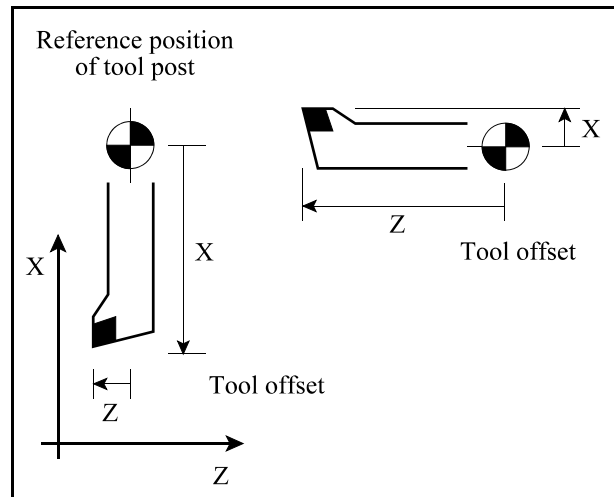 Reference position
of tool post
X
Z
Tool offset
X
X
Tool offset
Z
Z